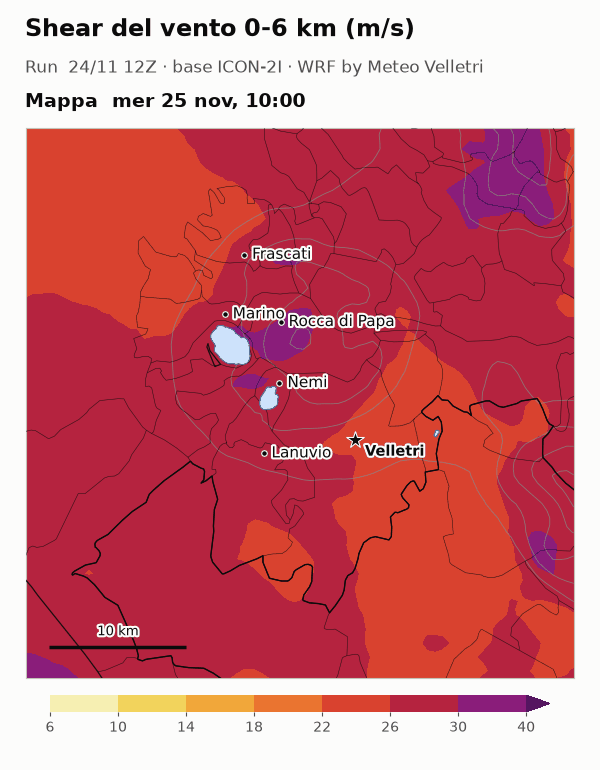 Shear del vento 0-6 km (m/s)
Run  24/11 12Z · base ICON-2I · WRF by Meteo Velletri
Mappa  mer 25 nov, 10:00
Frascati
Marino
Rocca di Papa
Nemi
Velletri
Lanuvio
10 km
6 10 14 18 22 26 30 40